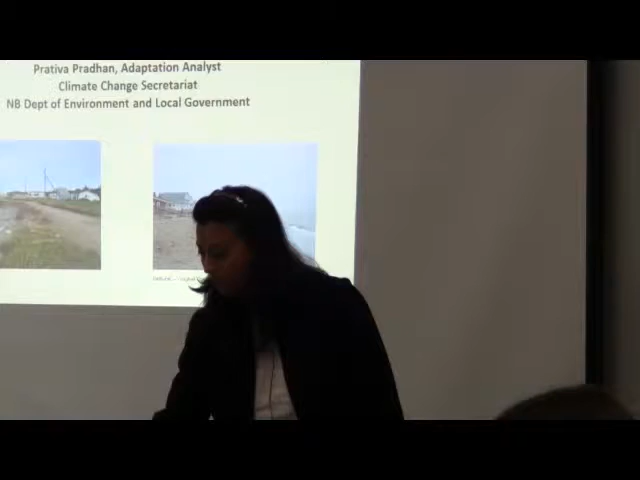 Prativa Pradhan, Adaptation Analyst
Climate Change Secretariat
NB Dept of Environment and Local Government